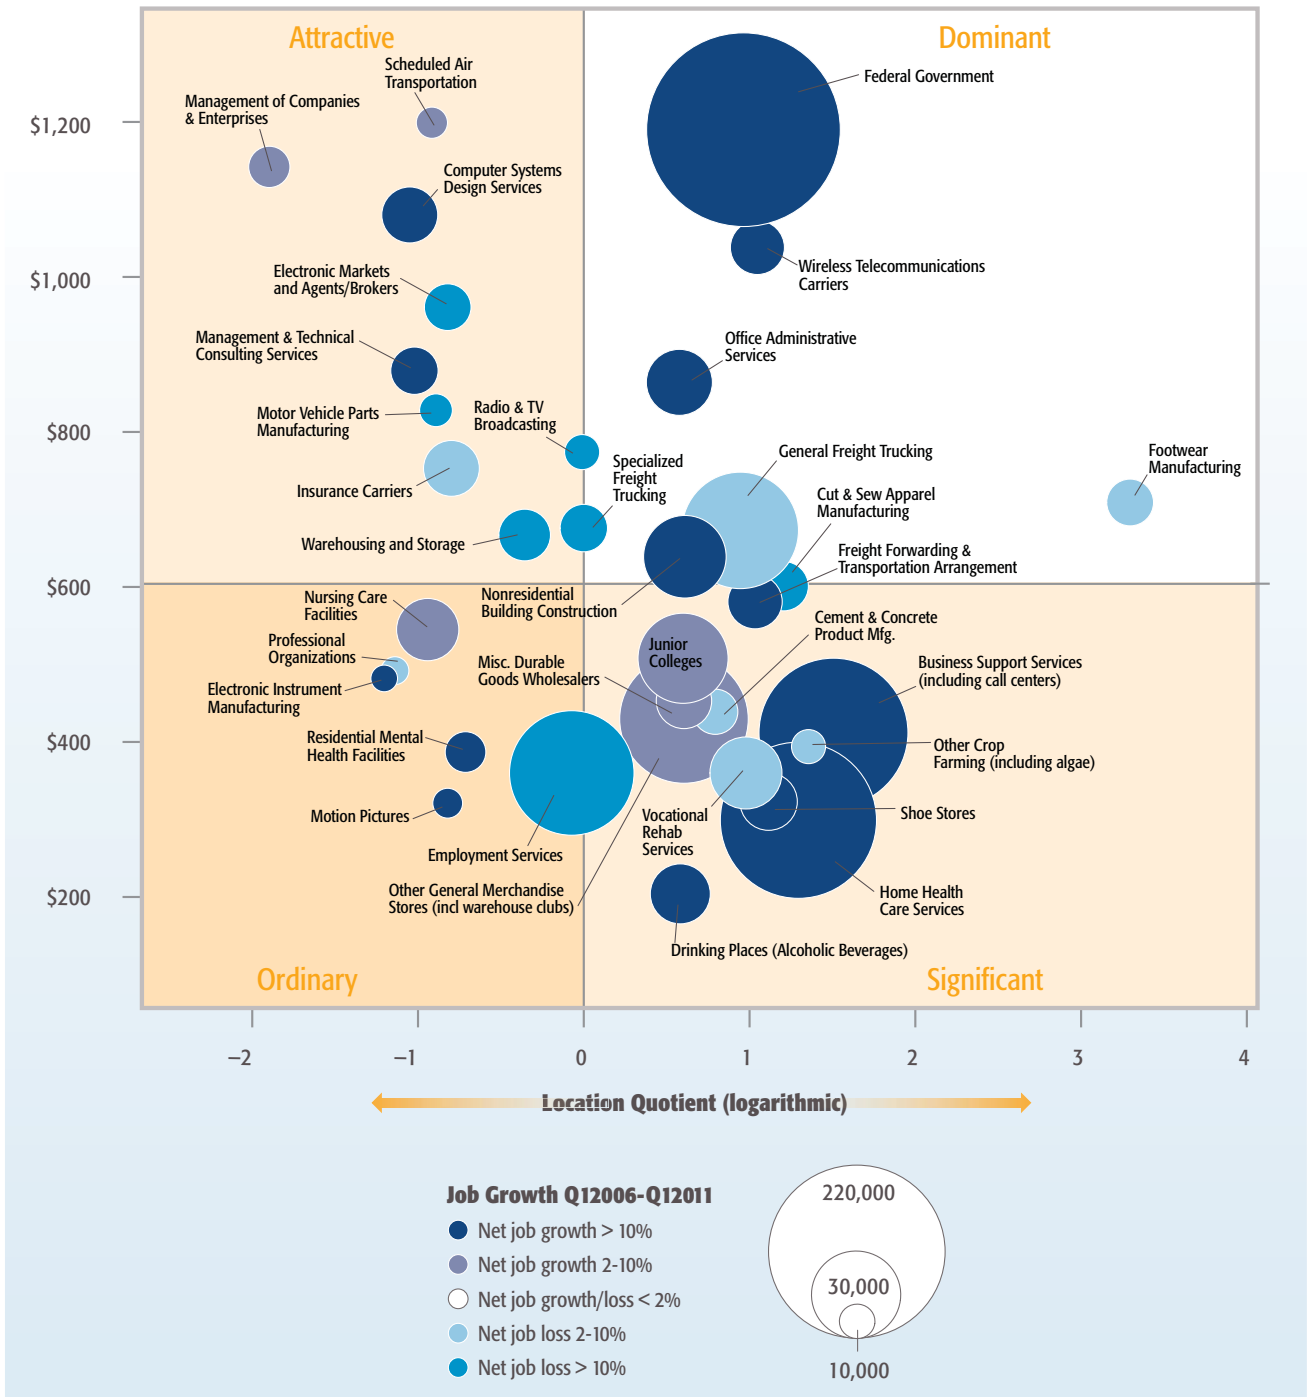 Attractive
Dominant
Scheduled Air
Transportation
Federal Government
Management of Companies
& Enterprises
$1,200
Computer Systems
Design Services
Electronic Markets
and Agents/Brokers
Wireless Telecommunications
Carriers
$1,000
Management & Technical
Consulting Services
Office Administrative
Services
Motor Vehicle Parts
Manufacturing
Radio & TV
Broadcasting
$800
General Freight Trucking
Footwear
Manufacturing
Specialized
Freight
Trucking
Insurance Carriers
Cut & Sew Apparel
Manufacturing
Warehousing and Storage
Freight Forwarding &
Transportation Arrangement
$600
Nonresidential
Building Construction
Nursing Care
Facilities
Cement & Concrete
Product Mfg.
Professional
Organizations
Junior
Colleges
Misc. Durable
Goods Wholesalers
Business Support Services
(including call centers)
Electronic Instrument
Manufacturing
Residential Mental
Health Facilities
$400
Other Crop
Farming (including algae)
Motion Pictures
Vocational
Rehab
Services
Shoe Stores
Employment Services
Other General Merchandise
Stores (incl warehouse clubs)
Home Health
Care Services
$200
Drinking Places (Alcoholic Beverages)
Ordinary
Significant
−2 −1 0 1 2 3 4
Location Quotient (logarithmic)
Job Growth Q12006-Q12011
Net job growth > 10%
Net job growth 2-10%
Net job growth/loss < 2%
Net job loss 2-10%
Net job loss > 10%
220,000
30,000
10,000